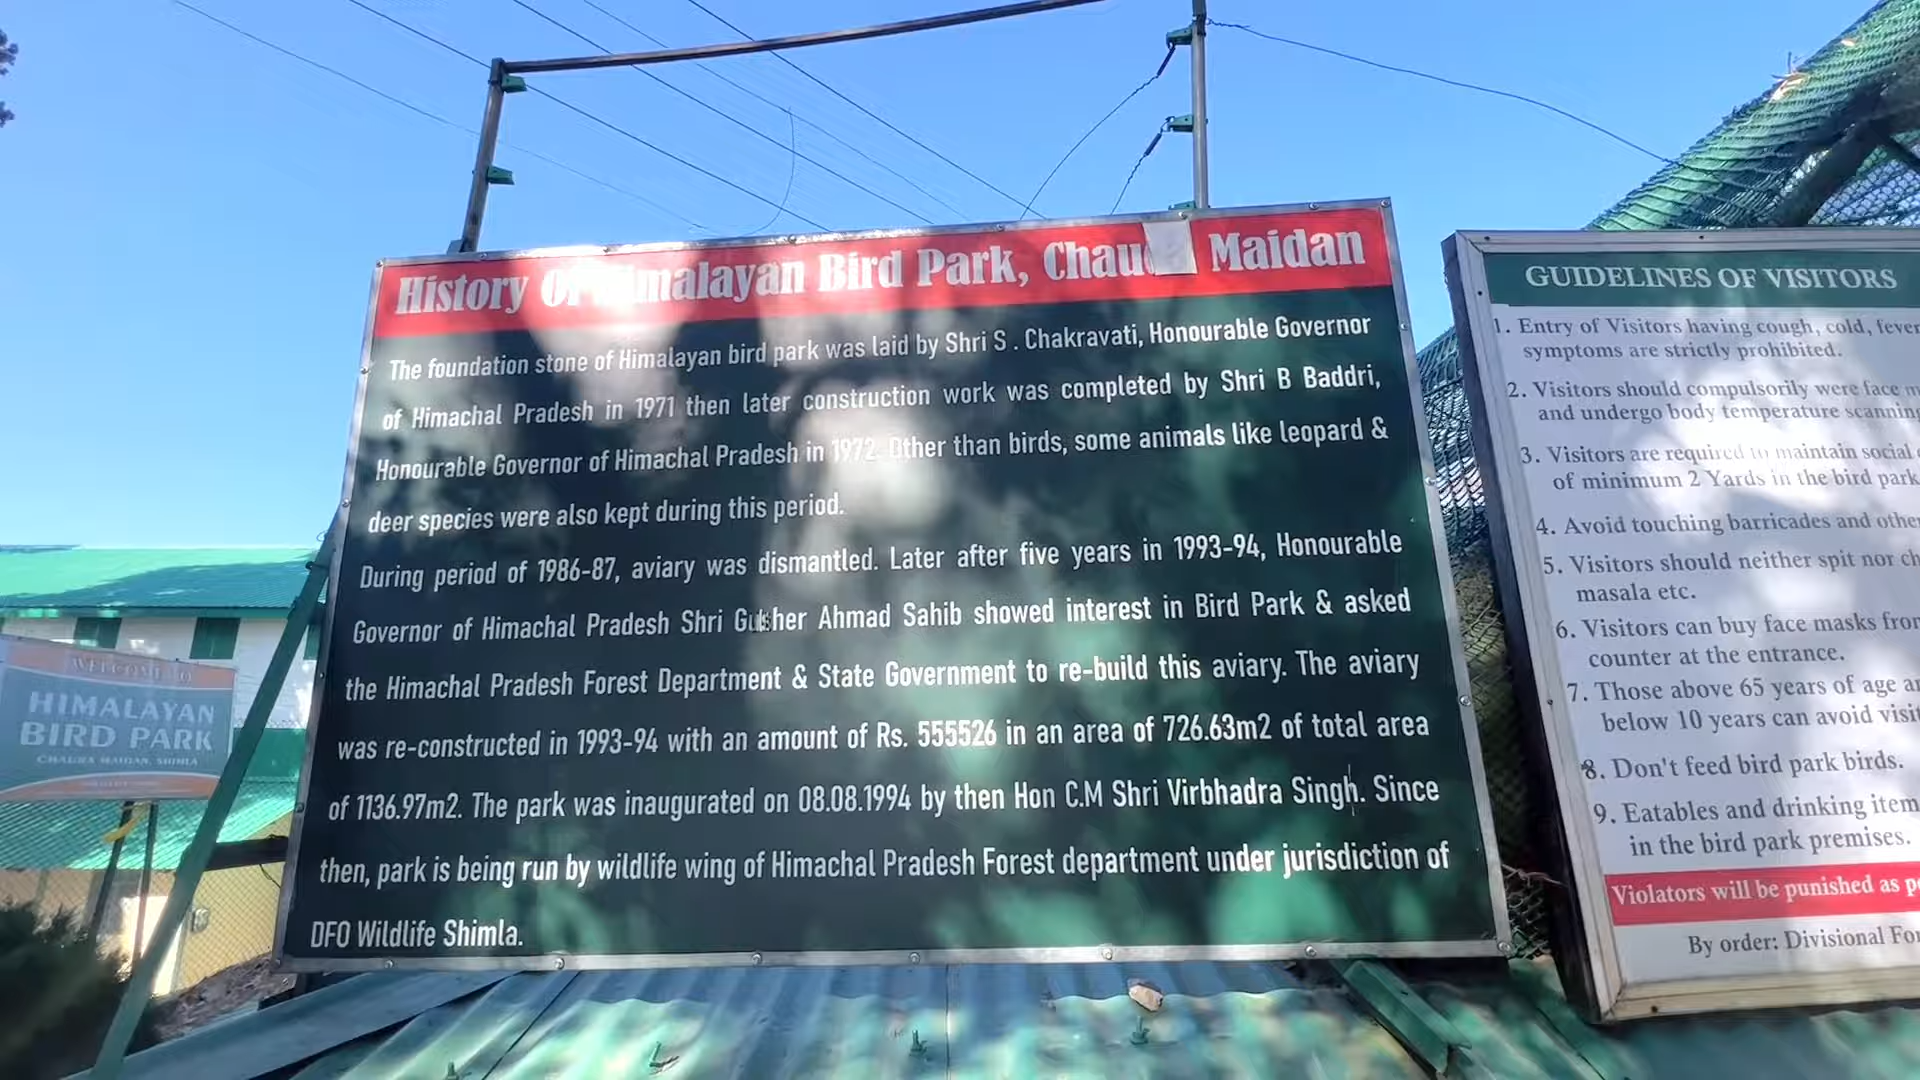 History Of Himalayan Bird Park, Chau Maidan
The foundation stone of Himalayan bird park was laid by Shri S . Chakravati, Honourable Governor
of Himachal Pradesh in 1971 then later construction work was completed by Shri B Baddri,
Honourable Governor of Himachal Pradesh in 1972. Other than birds, some animals like leopard &
deer species were also kept during this period.
During period of 1986-87, aviary was dismantled. Later after five years in 1993-94, Honourable
Governor of Himachal Pradesh Shri Gulsher Ahmad Sahib showed interest in Bird Park & asked
the Himachal Pradesh Forest Department & State Government to re-build this aviary. The aviary
was re-constructed in 1993-94 with an amount of Rs. 555526 in an area of 726.63m2 of total area
of 1136.97m2. The park was inaugurated on 08.08.1994 by then Hon C.M Shri Virbhadra Singh. Since
then, park is being run by wildlife wing of Himachal Pradesh Forest department under jurisdiction of
DFO Wildlife Shimla.
GUIDELINES OF VISITORS
1. Entry of Visitors having cough, cold, fever
symptoms are strictly prohibited.
2. Visitors should compulsorily were face m
and undergo body temperature scanning
3. Visitors are required to maintain social
of minimum 2 Yards in the bird park
4. Avoid touching barricades and othe
5. Visitors should neither spit nor ch
masala etc.
6. Visitors can buy face masks from
counter at the entrance.
7. Those above 65 years of age an
below 10 years can avoid visit
8. Don't feed bird park birds.
9. Eatables and drinking item
in the bird park premises.
Violators will be punished as pe
By order: Divisional For
WELCOME TO
HIMALAYAN
BIRD PARK
CHAURA MAIDAN, SHIMLA